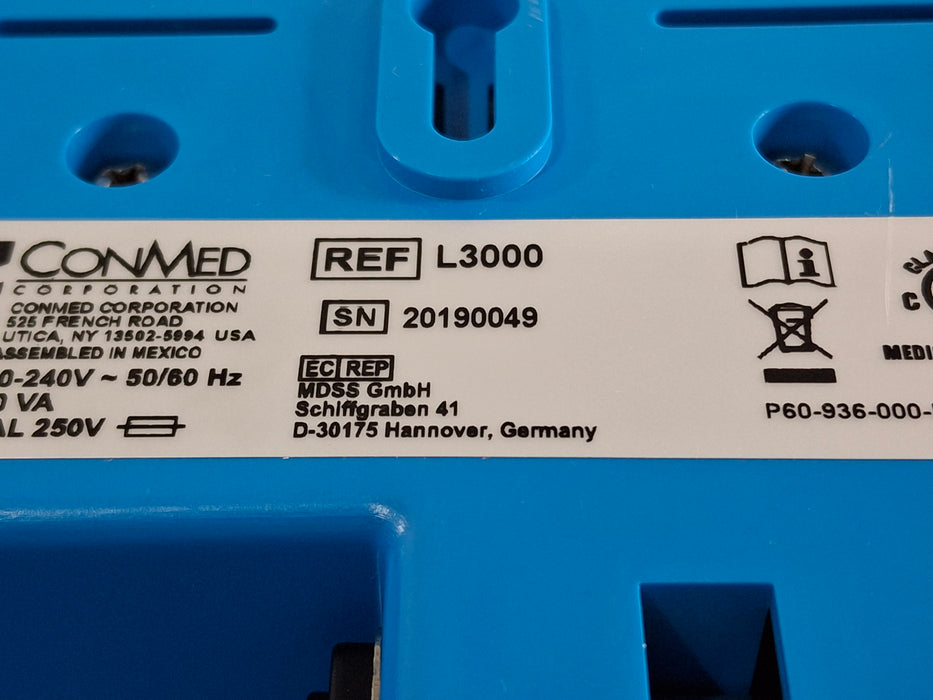 CONMED
CORPORATION
CONMED CORPORATION
525 FRENCH ROAD
UTICA, NY 13502-5994 USA
ASSEMBLED IN MEXICO
0-240V ~ 50/60 Hz
0 VA
AL 250V
REF L3000
SN 20190049
EC REP
MDSS GmbH
Schiffgraben 41
D-30175 Hannover, Germany
i
P60-936-000-
C
MEDI